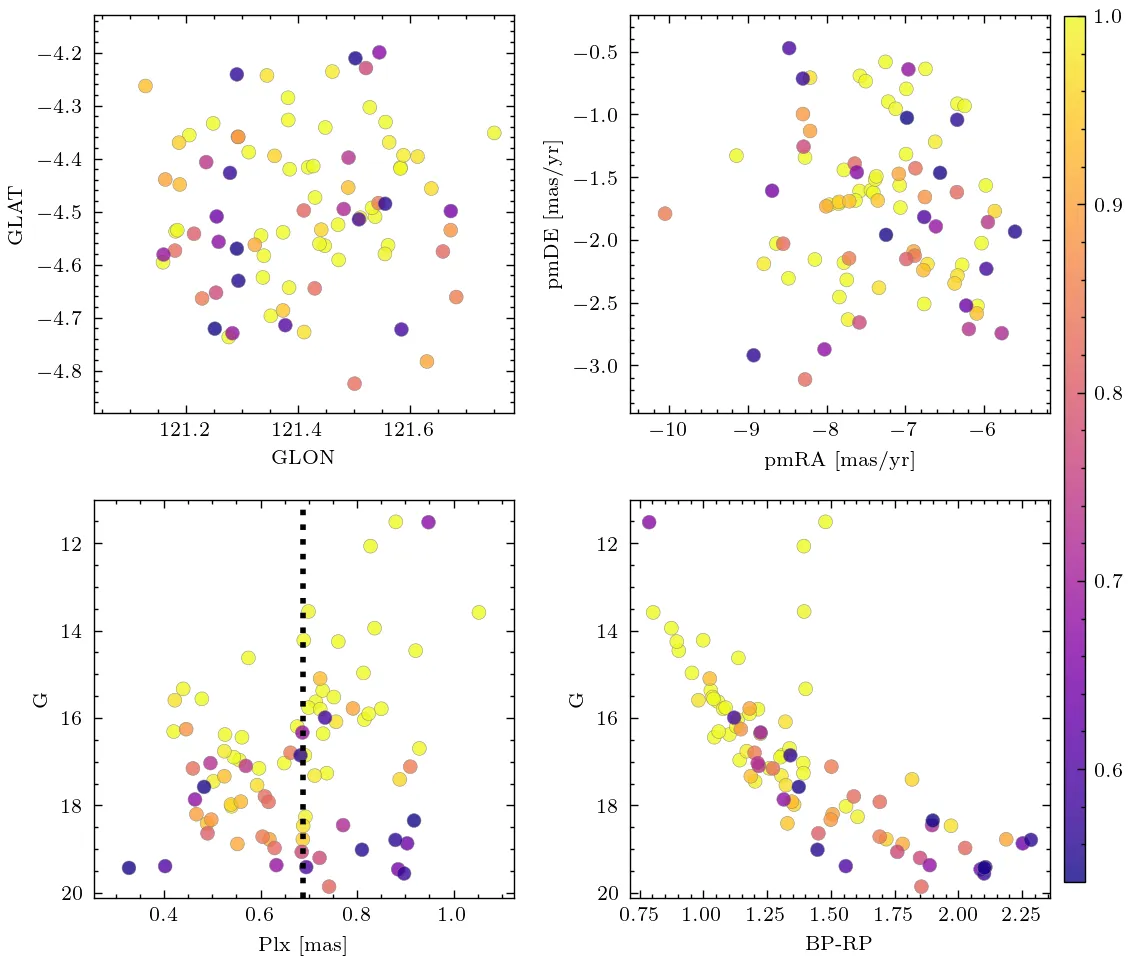 −4.2
−4.3
−4.4
−4.5
−4.6
−4.7
−4.8
GLAT
121.2 121.4 121.6
GLON
−0.5
−1.0
−1.5
−2.0
−2.5
−3.0
pmDE [mas/yr]
−10 −9 −8 −7 −6
pmRA [mas/yr]
1.0
0.9
0.8
0.7
0.6
12
14
16
18
20
G
0.4 0.6 0.8 1.0
Plx [mas]
12
14
16
18
20
G
0.75 1.00 1.25 1.50 1.75 2.00 2.25
BP-RP